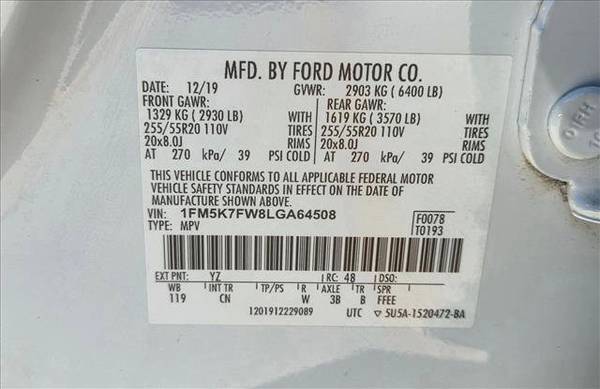 MFD. BY FORD MOTOR CO.
DATE: 12/19 GVWR: 2903 KG ( 6400 LB)
FRONT GAWR: REAR GAWR:
1329 KG ( 2930 LB) WITH 1619 KG ( 3570 LB) WITH
255/55R20 110V TIRES 255/55R20 110V TIRES
20x8.0J RIMS 20x8.0J RIMS
AT 270 kPa/ 39 PSI COLD AT 270 kPa/ 39 PSI COLD
THIS VEHICLE CONFORMS TO ALL APPLICABLE FEDERAL MOTOR
VEHICLE SAFETY STANDARDS IN EFFECT ON THE DATE OF
MANUFACTURE SHOWN ABOVE.
VIN: 1FM5K7FW8LGA64508 F0078
TYPE: MPV T0193
EXT PNT: YZ RC: 48 DSO:
WB INT TR TP/PS R AXLE TR SPR
119 CN W 3B B FFEE
1201912229089 UTC ▽ 5U5A-1520472-BA